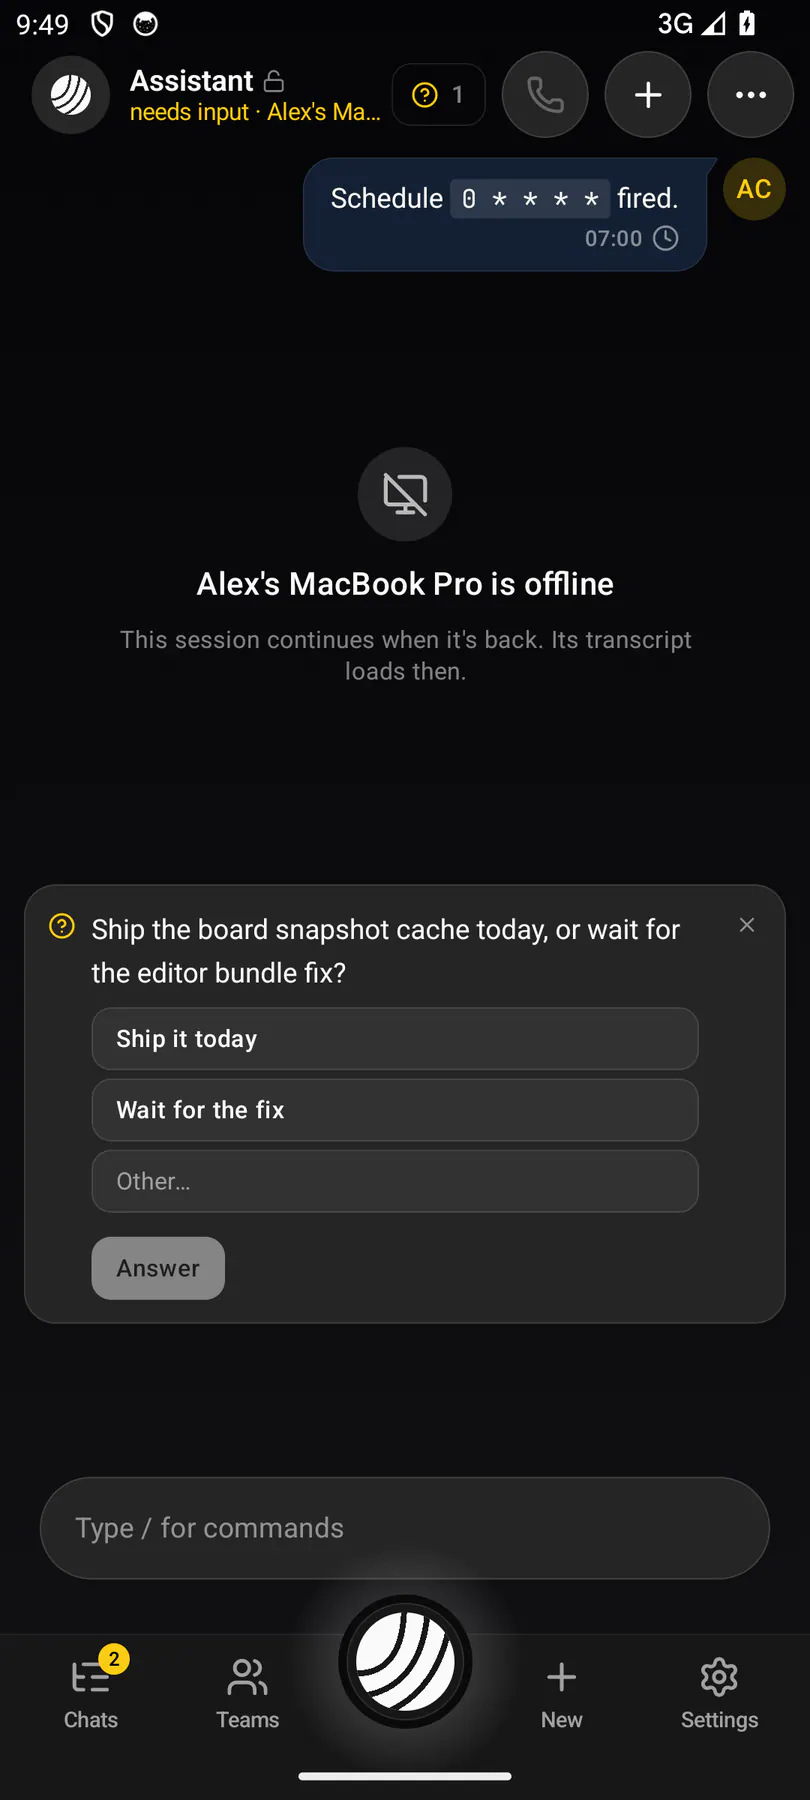 9:49
3G
Assistant
needs input · Alex's Ma...
1
Schedule 0 * * * * fired.
07:00
AC
Alex's MacBook Pro is offline
This session continues when it's back. Its transcript
loads then.
Ship the board snapshot cache today, or wait for
the editor bundle fix?
Ship it today
Wait for the fix
Other...
Answer
Type / for commands
2
Chats
Teams
New
Settings